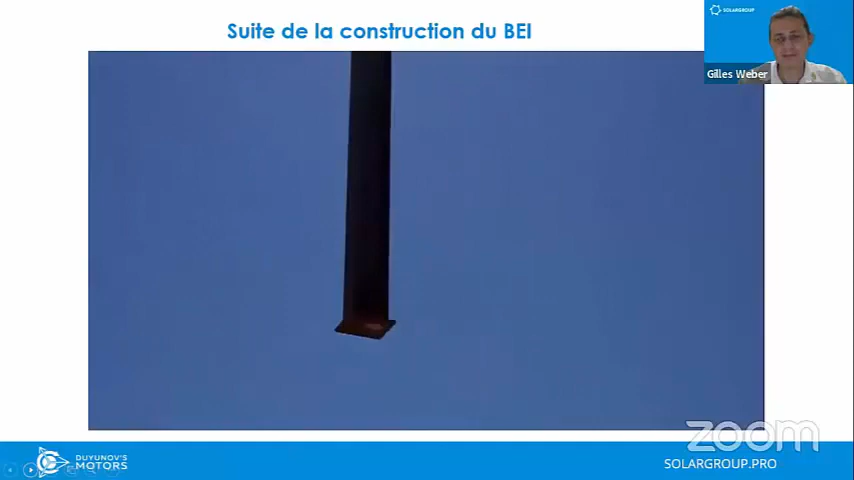 Suite de la construction du BEI
SOLARGROUP
Gilles Weber
zoom
DUYUNOV'S
MOTORS
SOLARGROUP.PRO